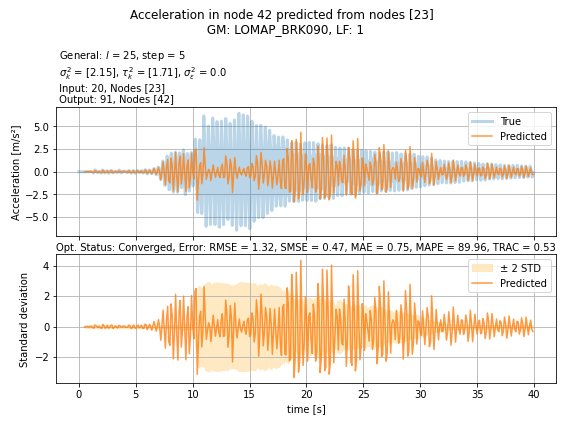 Acceleration in node 42 predicted from nodes [23]
GM: LOMAP_BRK090, LF: 1
General: l = 25, step = 5
σ²ₖ = [2.15], τ²ₖ = [1.71], σ²ε = 0.0
Input: 20, Nodes [23]
Output: 91, Nodes [42]
Acceleration [m/s²]
5.0
2.5
0.0
−2.5
−5.0
True
Predicted
Opt. Status: Converged, Error: RMSE = 1.32, SMSE = 0.47, MAE = 0.75, MAPE = 89.96, TRAC = 0.53
Standard deviation
4
2
0
−2
± 2 STD
Predicted
0 5 10 15 20 25 30 35 40
time [s]